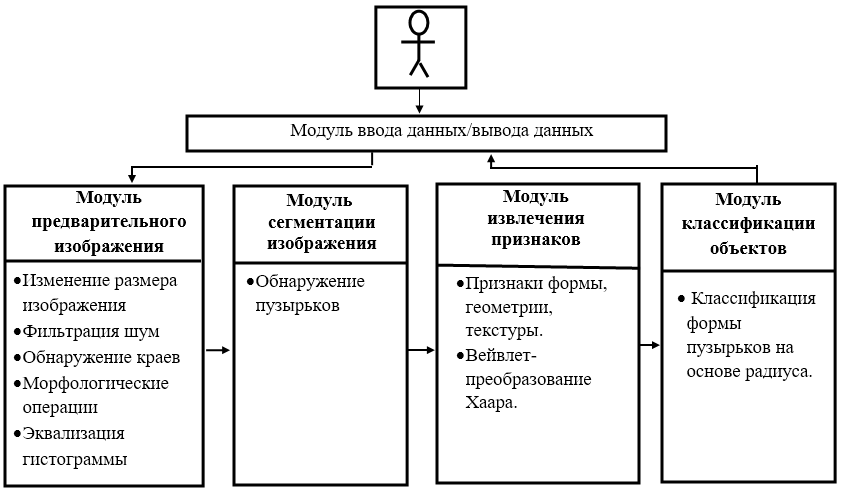 Модуль ввода данных/вывода данных
Модуль
предварительного
изображения
•Изменение размера
изображения
•Фильтрация шум
•Обнаружение краев
•Морфологические
операции
•Эквализация
гистограммы
Модуль
сегментации
изображения
•Обнаружение
пузырьков
Модуль
извлечения
признаков
•Признаки формы,
геометрии,
текстуры.
•Вейвлет-
преобразование
Хаара.
Модуль
классификации
объектов
• Классификация
формы
пузырьков на
основе радиуса.